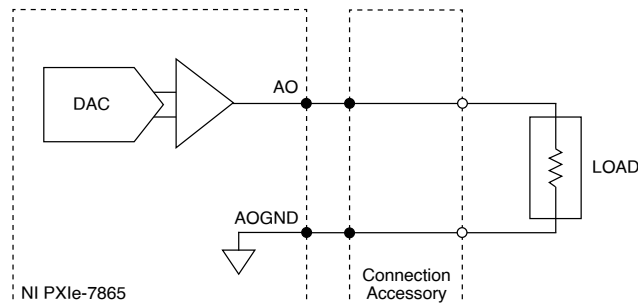 AO
DAC
LOAD
AOGND
NI PXIe-7865
Connection
Accessory